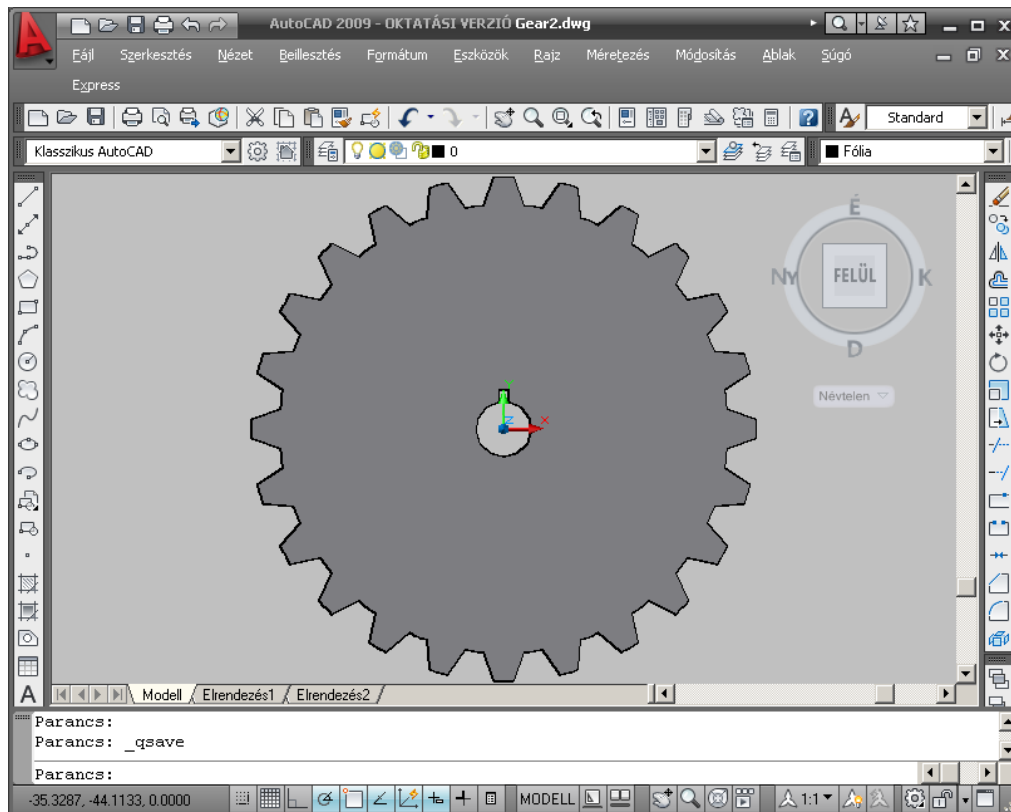 AutoCAD 2009 - OKTATÁSI VERZIÓ Gear2.dwg
Fájl Szerkesztés Nézet Beillesztés Formátum Eszközök Rajz Méretezés Módosítás Ablak Súgó
Express
Standard
Klasszikus AutoCAD 0 Fólia
É
Ny FELÜL K
D
Névtelen
Y
Z X
Modell Elrendezés1 Elrendezés2
Parancs:
Parancs: _qsave
Parancs:
-35.3287, -44.1133, 0.0000 MODELL 1:1